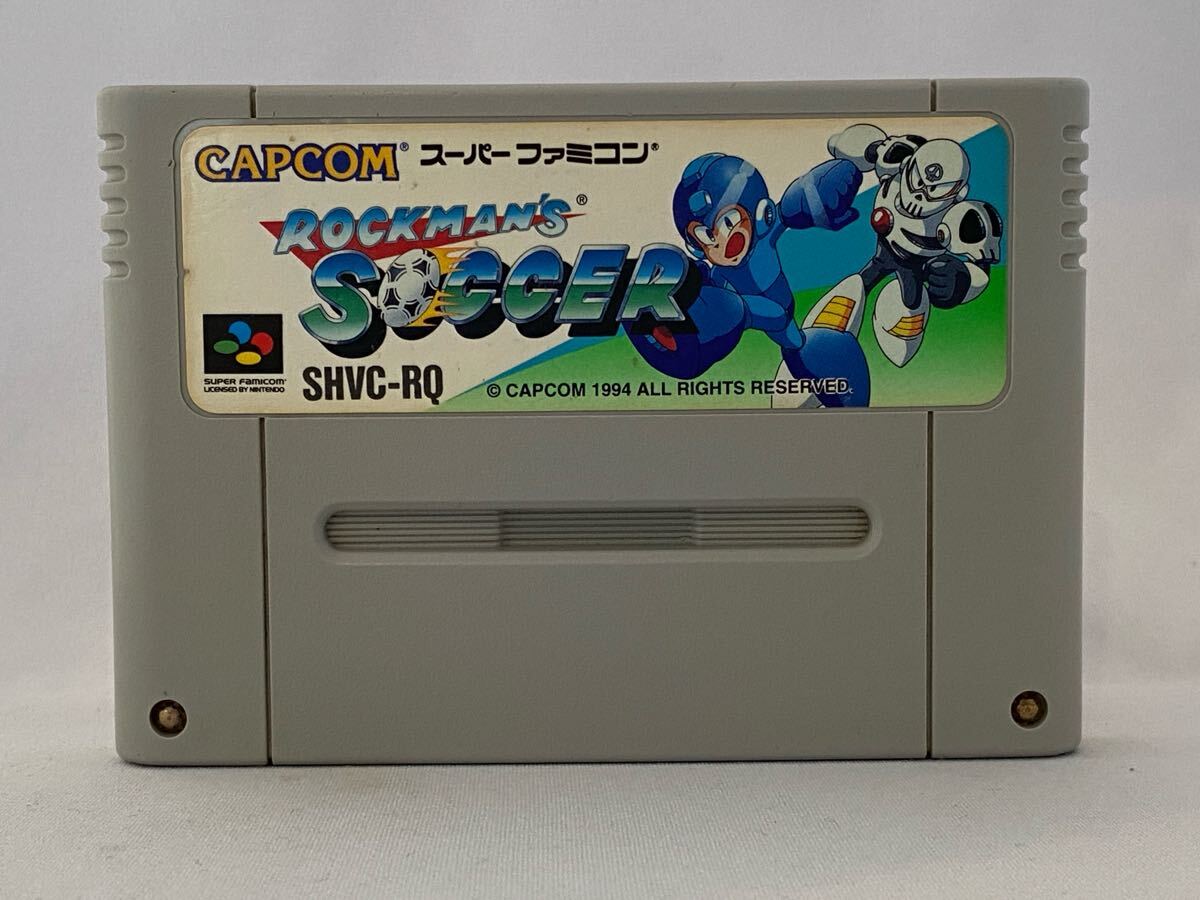 CAPCOM® スーパーファミコン®
ROCKMAN'S®
SOCCER
SUPER FAMICOM®
LICENSED BY NINTENDO
SHVC-RQ
© CAPCOM 1994 ALL RIGHTS RESERVED.